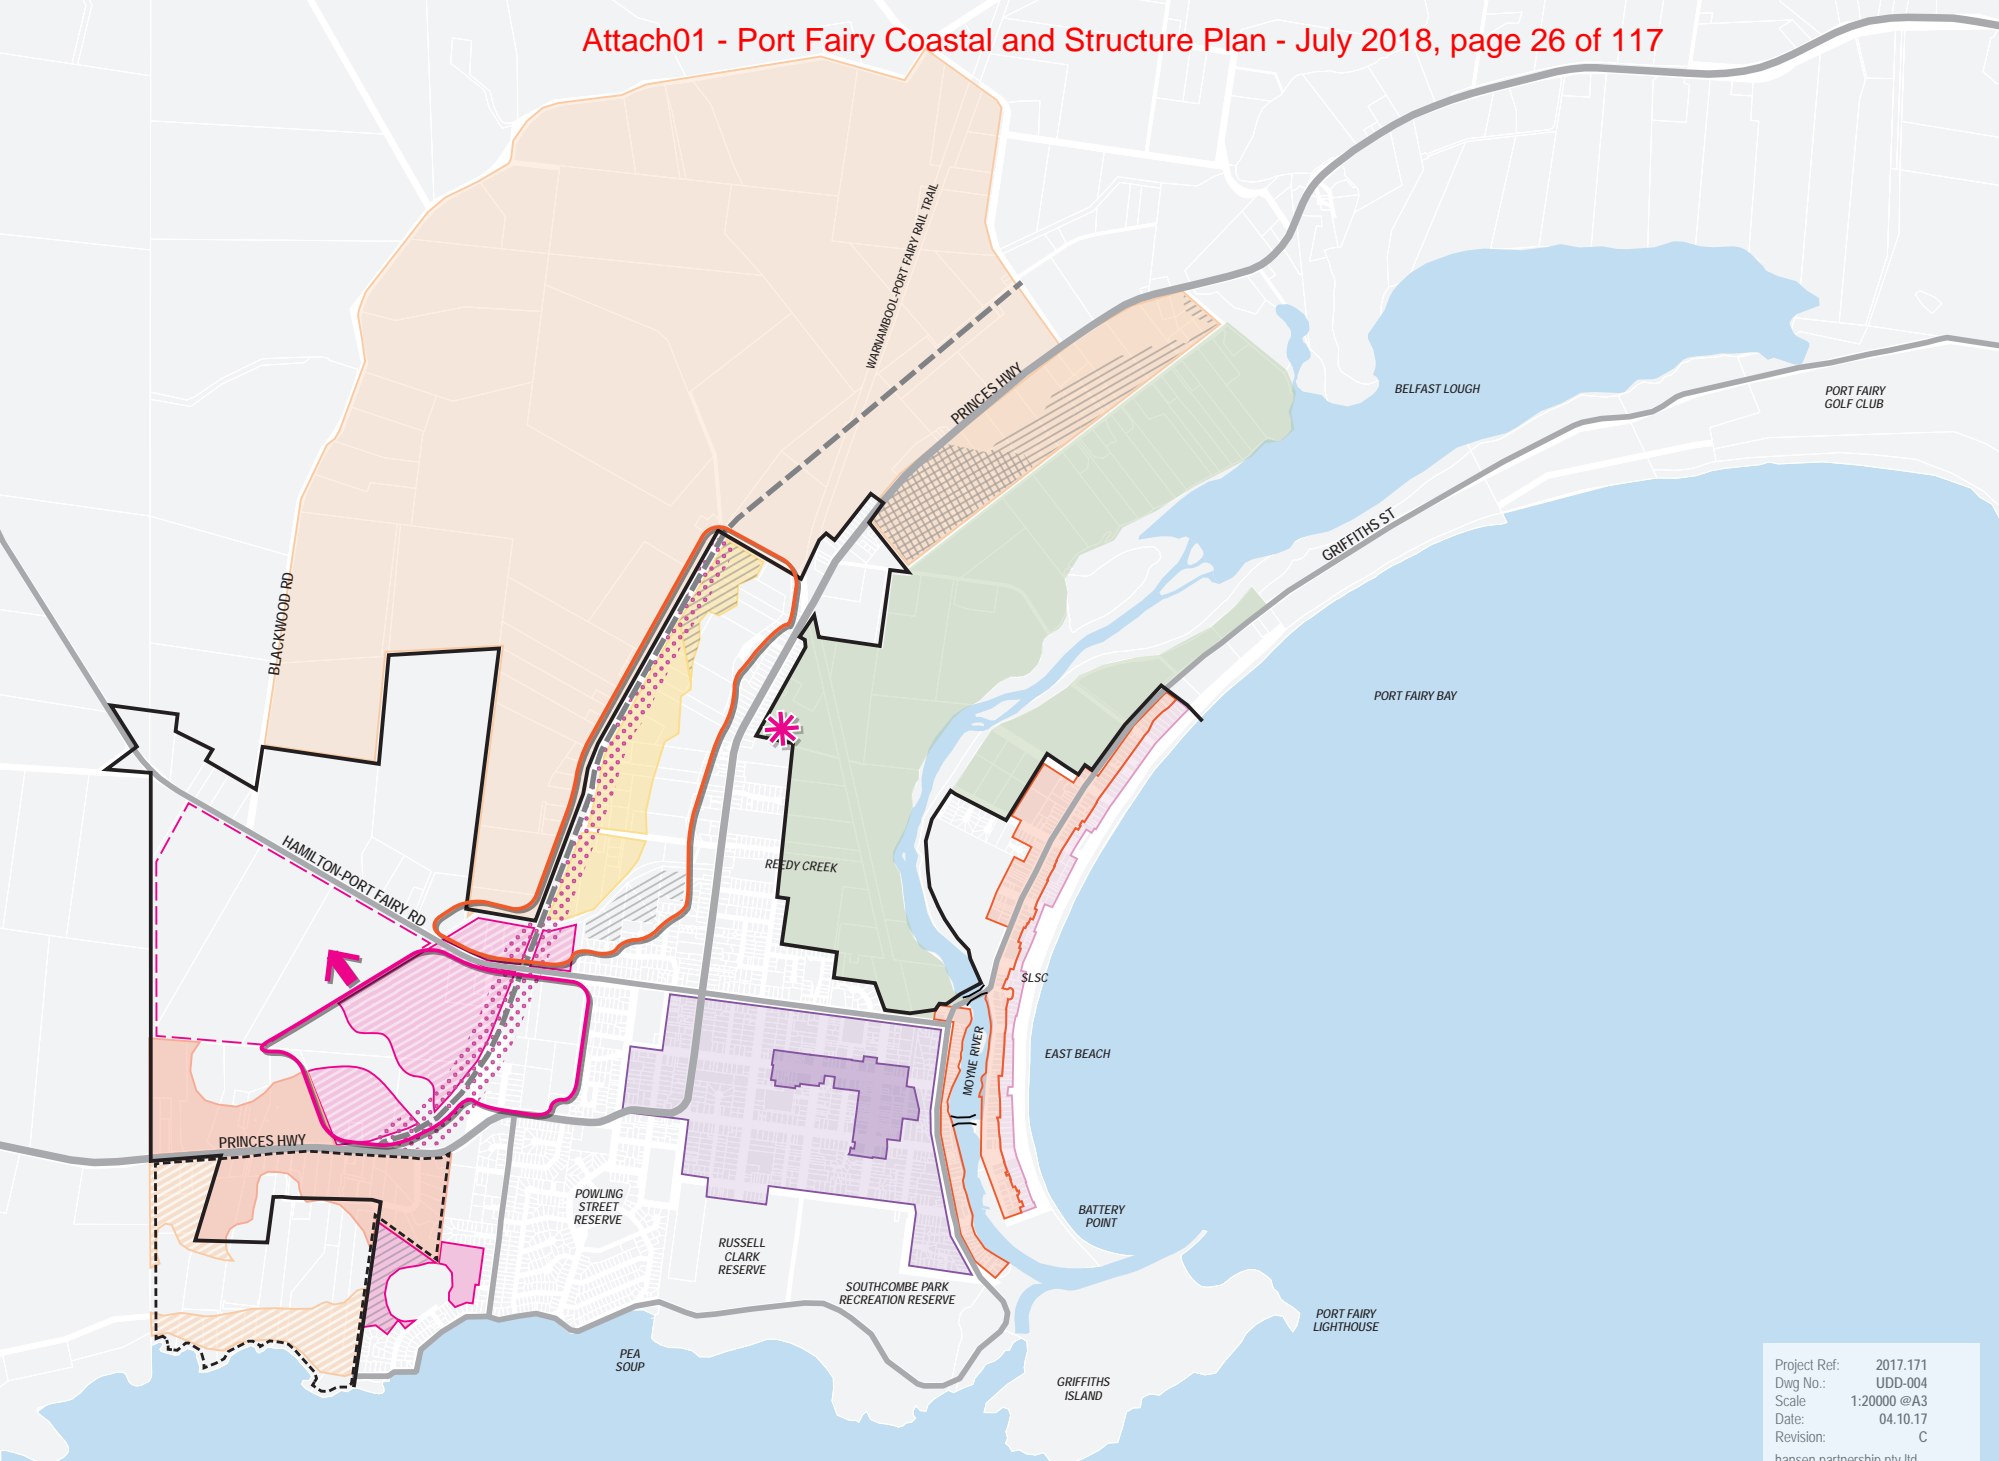 Attach01 - Port Fairy Coastal and Structure Plan - July 2018, page 26 of 117
WARNAMBOOL-PORT FAIRY RAIL TRAIL
PRINCES HWY
BELFAST LOUGH
PORT FAIRY
GOLF CLUB
GRIFFITHS ST
BLACKWOOD RD
PORT FAIRY BAY
HAMILTON-PORT FAIRY RD
REEDY CREEK
SLSC
MOYNE RIVER
EAST BEACH
PRINCES HWY
POWLING
STREET
RESERVE
BATTERY
POINT
RUSSELL
CLARK
RESERVE
SOUTHCOMBE PARK
RECREATION RESERVE
PORT FAIRY
LIGHTHOUSE
PEA
SOUP
GRIFFITHS
ISLAND
Project Ref: 2017.171
Dwg No.: UDD-004
Scale 1:20000 @A3
Date: 04.10.17
Revision: C
hansen partnership pty ltd